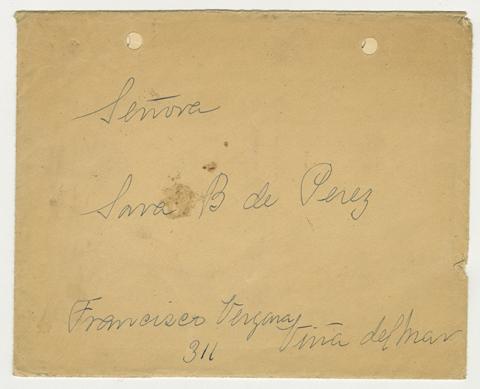 Señora
Sara B de Perez
Francisco Vergara Viña del Mar
311